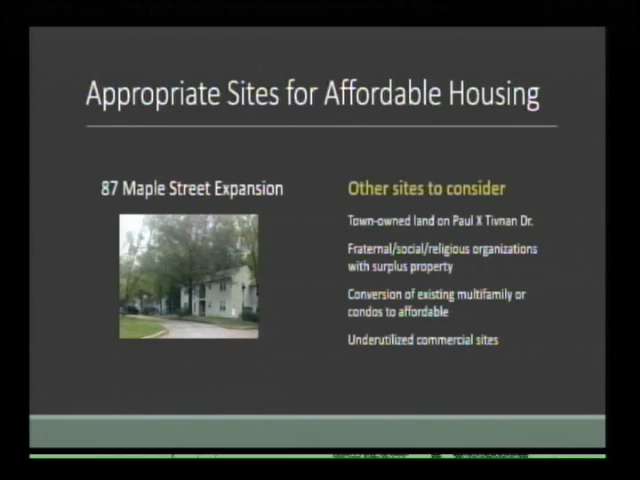 Appropriate Sites for Affordable Housing
87 Maple Street Expansion
Other sites to consider
Town-owned land on Paul X Tivnan Dr.
Fraternal/social/religious organizations
with surplus property
Conversion of existing multifamily or
condos to affordable
Underutilized commercial sites